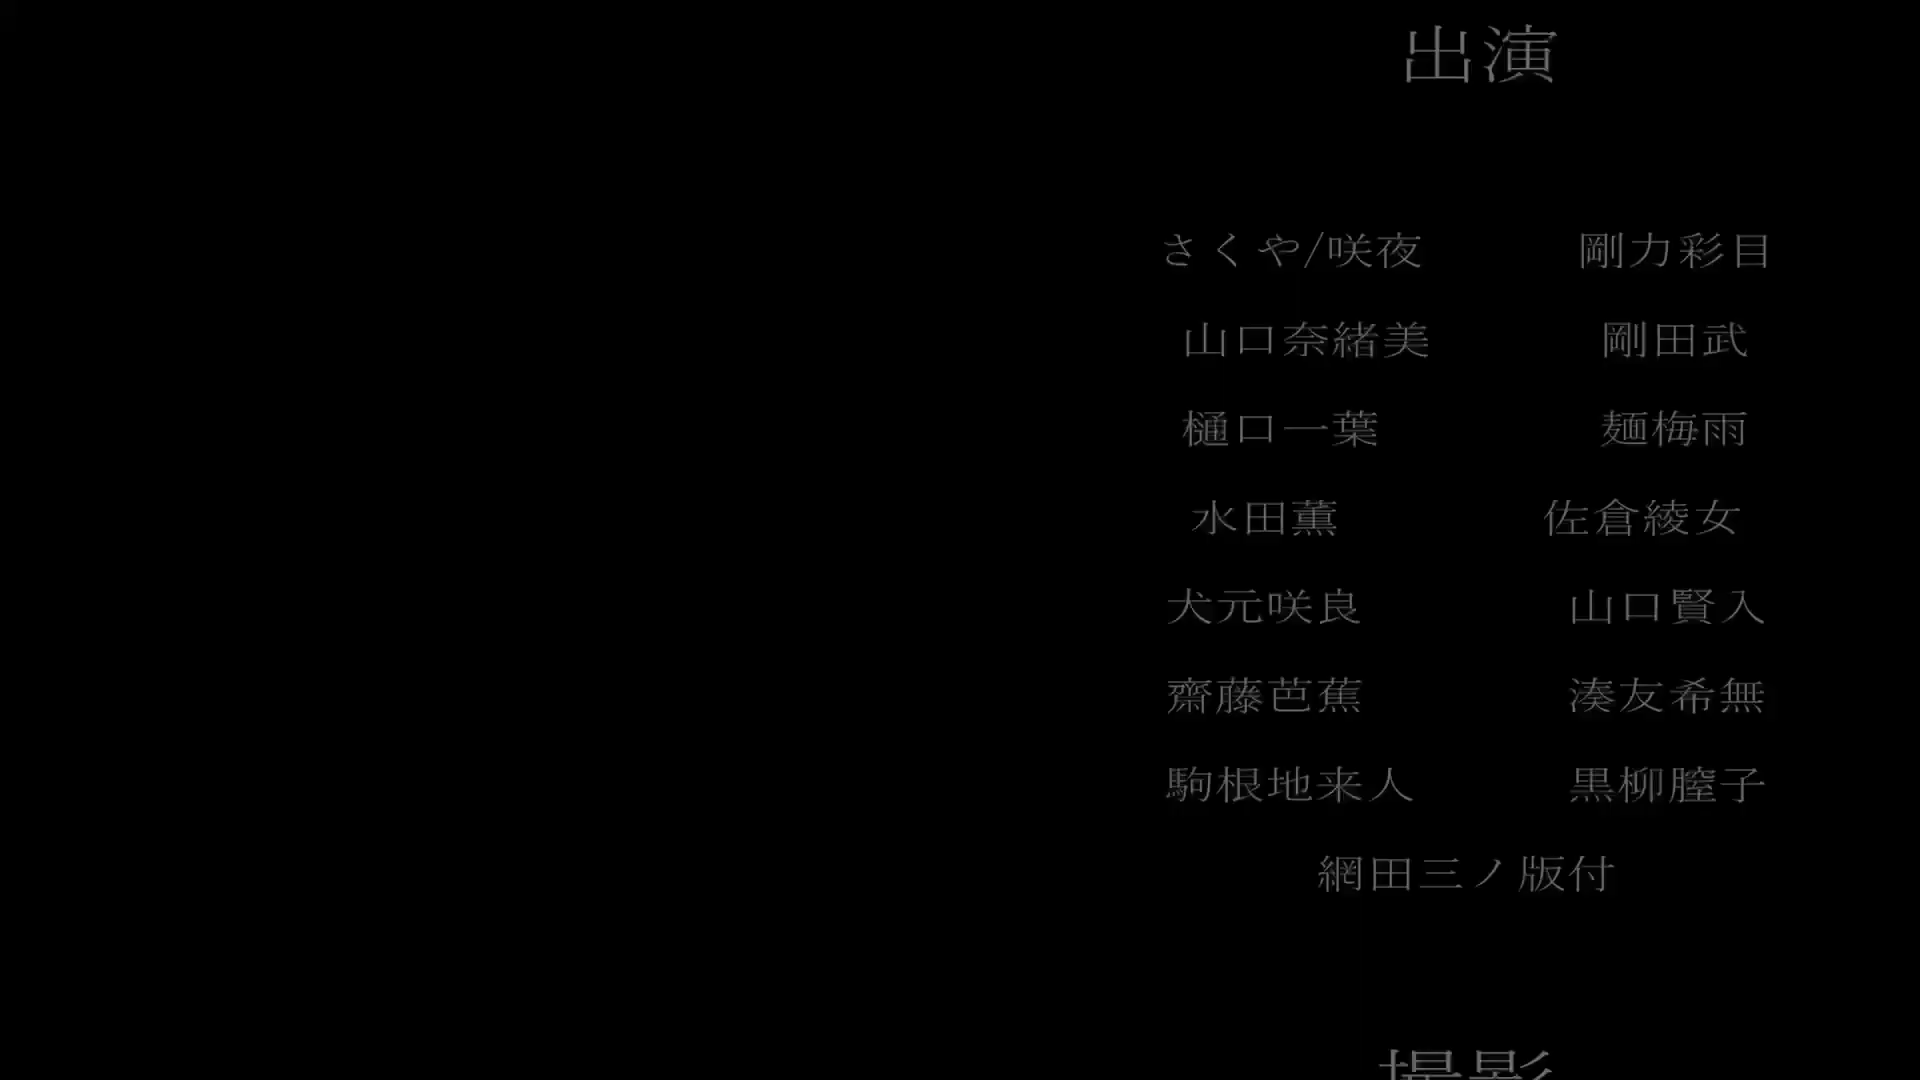 出演
さくや/咲夜 剛力彩目
山口奈緒美 剛田武
樋口一葉 麺梅雨
水田薫 佐倉綾女
犬元咲良 山口賢入
齋藤芭蕉 湊友希無
駒根地来人 黒柳膣子
網田三ノ版付
撮影